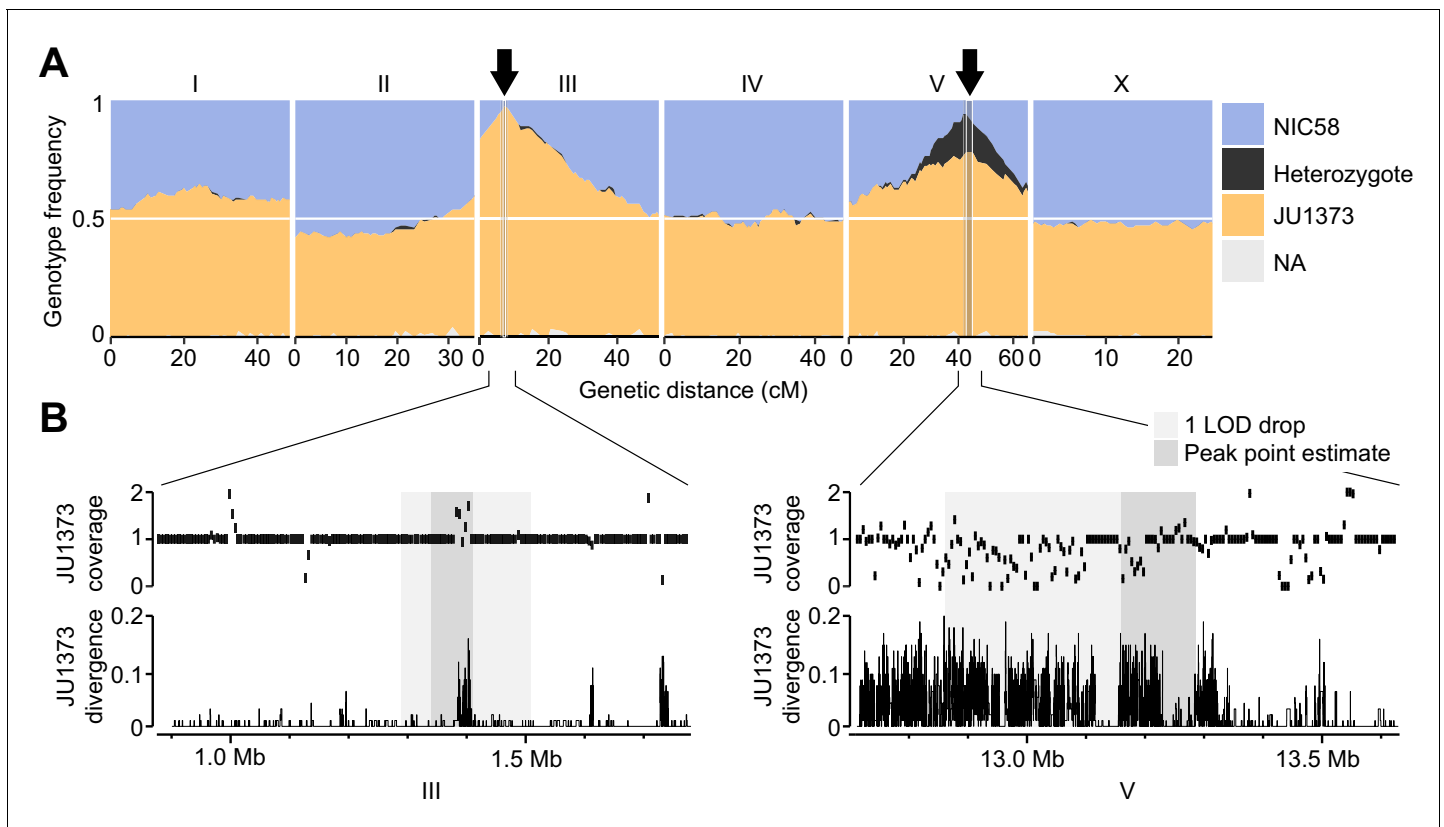 A
I II III IV V X
Genotype frequency
1
0.5
0
NIC58
Heterozygote
JU1373
NA
0 20 40 0 10 20 30 0 20 40 0 20 40 0 20 40 60 0 10 20
Genetic distance (cM)
B
1 LOD drop
Peak point estimate
JU1373 coverage
2
1
0
JU1373 divergence
0.2
0.1
0
1.0 Mb 1.5 Mb
III
JU1373 coverage
2
1
0
JU1373 divergence
0.2
0.1
0
13.0 Mb 13.5 Mb
V